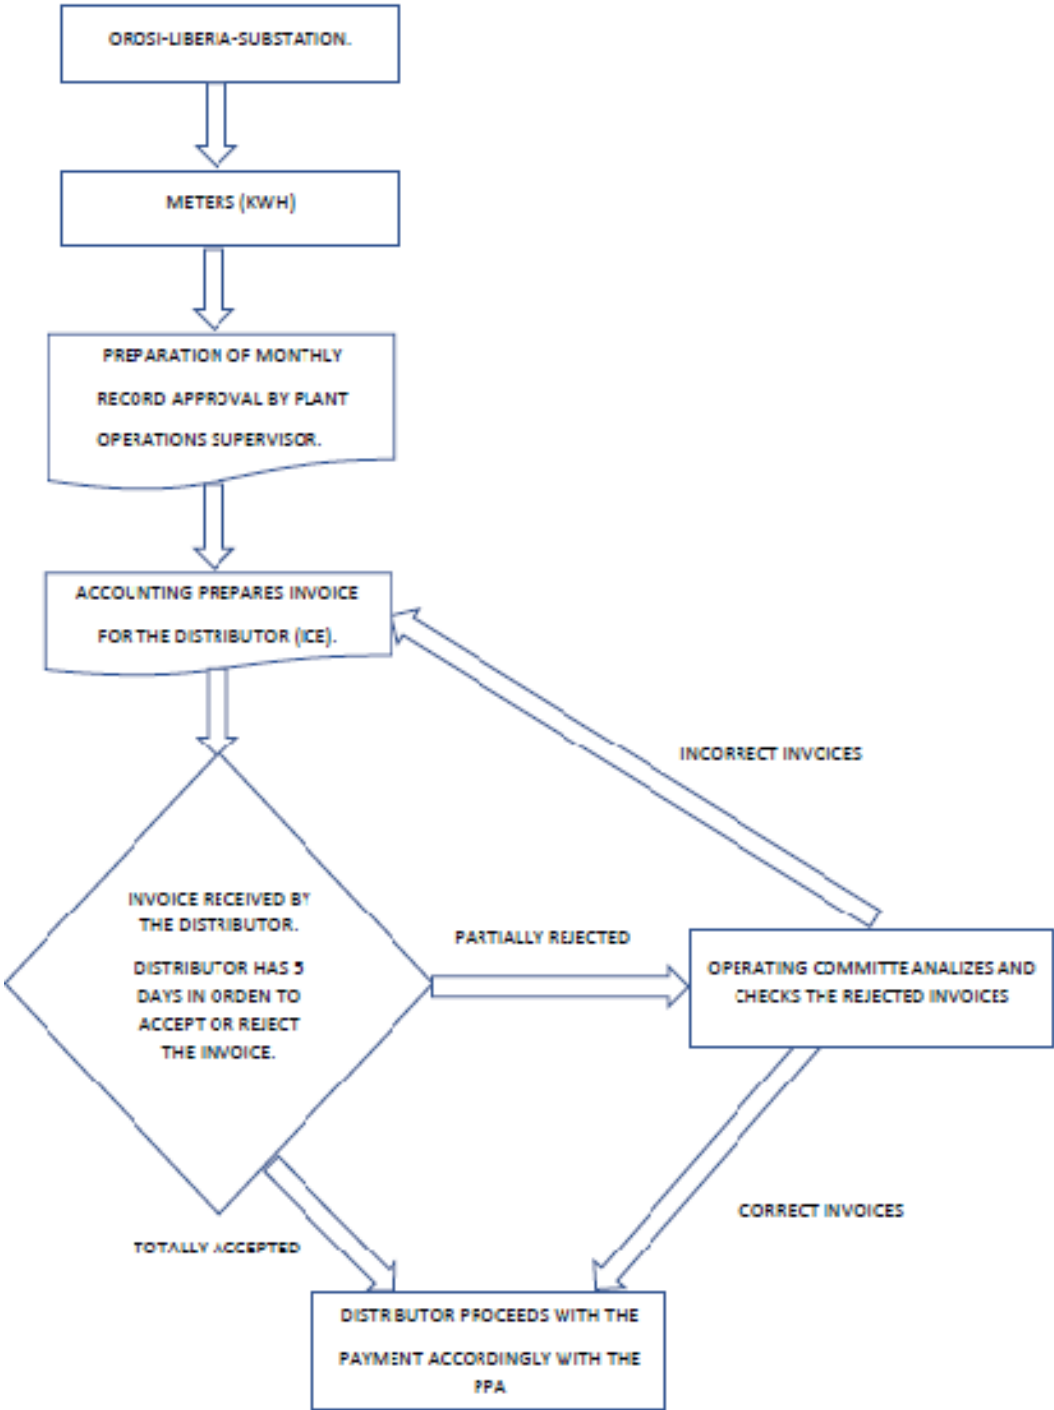 OROSI-LIBERIA-SUBSTATION.
METERS (KWH)
PREPARATION OF MONTHLY
RECORD APPROVAL BY PLANT
OPERATIONS SUPERVISOR.
ACCOUNTING PREPARES INVOICE
FOR THE DISTRIBUTOR (ICE).
INCORRECT INVOICES
INVOICE RECEIVED BY
THE DISTRIBUTOR.
DISTRIBUTOR HAS 5
DAYS IN ORDEN TO
ACCEPT OR REJECT
THE INVOICE.
PARTIALLY REJECTED
OPERATING COMMITTE ANALIZES AND
CHECKS THE REJECTED INVOICES
CORRECT INVOICES
TOTALLY ACCEPTED
DISTRIBUTOR PROCEEDS WITH THE
PAYMENT ACCORDINGLY WITH THE
PPA